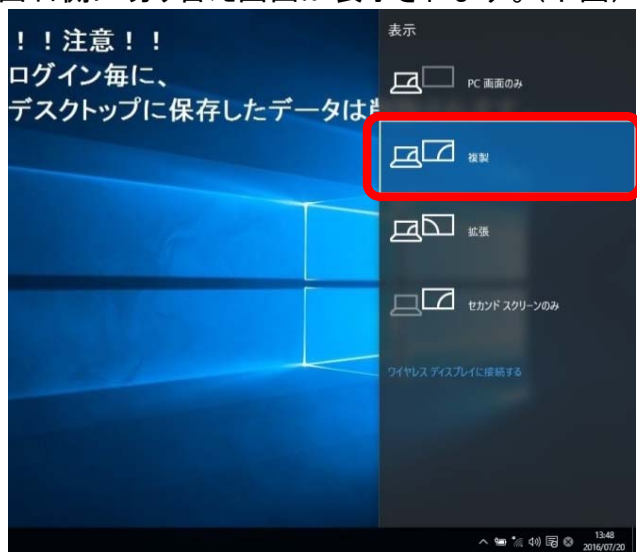 ！！注意！！
ログイン毎に、
デスクトップに保存したデータは
表示
PC 画面のみ
複製
拡張
セカンド スクリーンのみ
ワイヤレス ディスプレイに接続する
13:48
2016/07/20